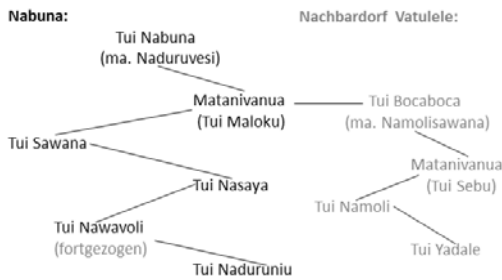 Nabuna:
Nachbardorf Vatulele:
Tui Nabuna
(ma. Naduruvesi)
Matanivanua
(Tui Maloku)
Tui Bocaboca
(ma. Namolisawana)
Tui Sawana
Matanivanua
(Tui Sebu)
Tui Nasaya
Tui Namoli
Tui Nawavoli
(fortgezogen)
Tui Yadale
Tui Naduruniu